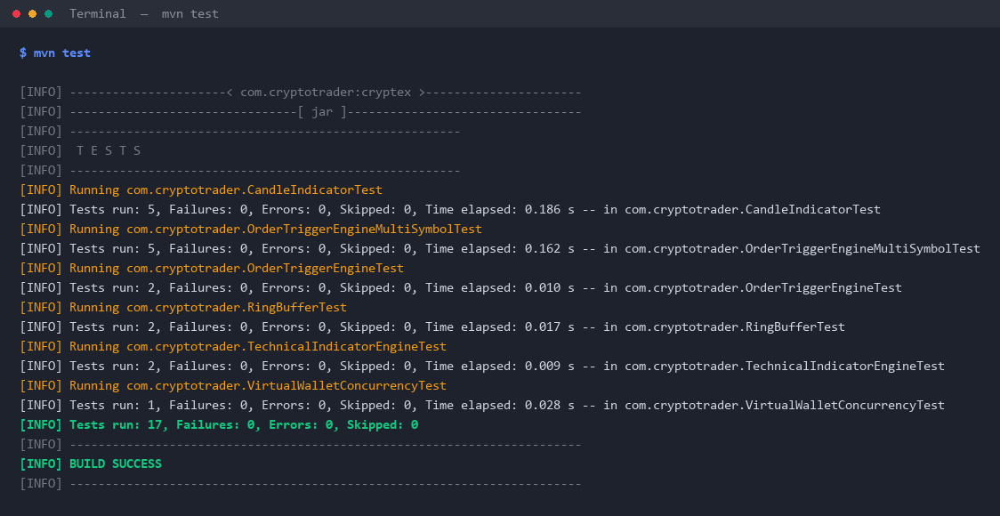 Terminal — mvn test
$ mvn test
[INFO] ----------------------< com.cryptotrader:cryptex >----------------------
[INFO] --------------------------------[ jar ]---------------------------------
[INFO] -------------------------------------------------------
[INFO]  T E S T S
[INFO] -------------------------------------------------------
[INFO] Running com.cryptotrader.CandleIndicatorTest
[INFO] Tests run: 5, Failures: 0, Errors: 0, Skipped: 0, Time elapsed: 0.186 s -- in com.cryptotrader.CandleIndicatorTest
[INFO] Running com.cryptotrader.OrderTriggerEngineMultiSymbolTest
[INFO] Tests run: 5, Failures: 0, Errors: 0, Skipped: 0, Time elapsed: 0.162 s -- in com.cryptotrader.OrderTriggerEngineMultiSymbolTest
[INFO] Running com.cryptotrader.OrderTriggerEngineTest
[INFO] Tests run: 2, Failures: 0, Errors: 0, Skipped: 0, Time elapsed: 0.010 s -- in com.cryptotrader.OrderTriggerEngineTest
[INFO] Running com.cryptotrader.RingBufferTest
[INFO] Tests run: 2, Failures: 0, Errors: 0, Skipped: 0, Time elapsed: 0.017 s -- in com.cryptotrader.RingBufferTest
[INFO] Running com.cryptotrader.TechnicalIndicatorEngineTest
[INFO] Tests run: 2, Failures: 0, Errors: 0, Skipped: 0, Time elapsed: 0.009 s -- in com.cryptotrader.TechnicalIndicatorEngineTest
[INFO] Running com.cryptotrader.VirtualWalletConcurrencyTest
[INFO] Tests run: 1, Failures: 0, Errors: 0, Skipped: 0, Time elapsed: 0.028 s -- in com.cryptotrader.VirtualWalletConcurrencyTest
[INFO] Tests run: 17, Failures: 0, Errors: 0, Skipped: 0
[INFO] ------------------------------------------------------------------------
[INFO] BUILD SUCCESS
[INFO] ------------------------------------------------------------------------